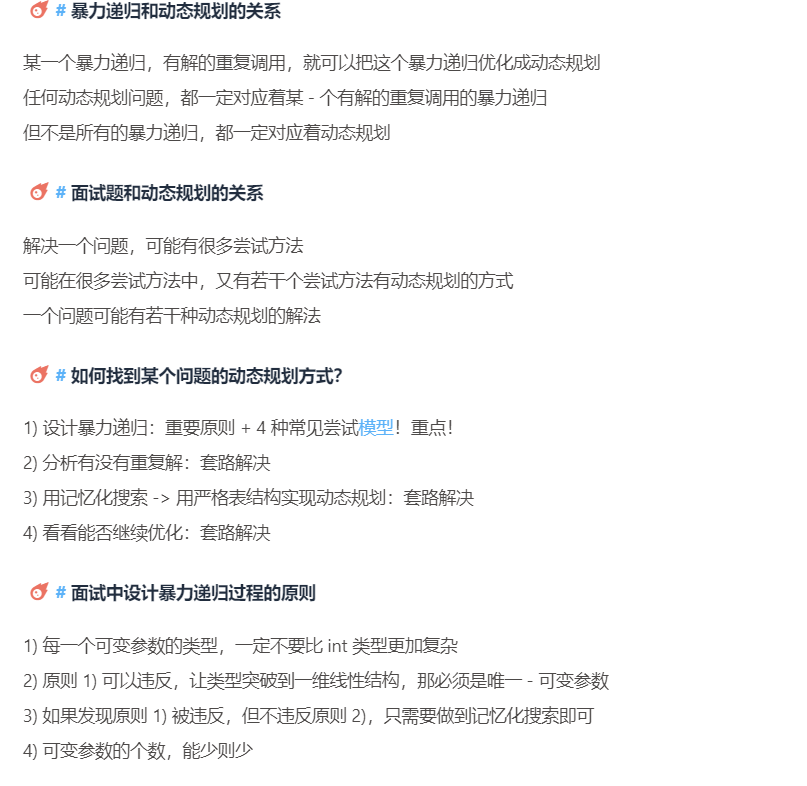 # 暴力递归和动态规划的关系
某一个暴力递归，有解的重复调用，就可以把这个暴力递归优化成动态规划
任何动态规划问题，都一定对应着某 - 个有解的重复调用的暴力递归
但不是所有的暴力递归，都一定对应着动态规划
# 面试题和动态规划的关系
解决一个问题，可能有很多尝试方法
可能在很多尝试方法中，又有若干个尝试方法有动态规划的方式
一个问题可能有若干种动态规划的解法
# 如何找到某个问题的动态规划方式？
1) 设计暴力递归：重要原则 + 4 种常见尝试模型！重点！
2) 分析有没有重复解：套路解决
3) 用记忆化搜索 -> 用严格表结构实现动态规划：套路解决
4) 看看能否继续优化：套路解决
# 面试中设计暴力递归过程的原则
1) 每一个可变参数的类型，一定不要比 int 类型更加复杂
2) 原则 1) 可以违反，让类型突破到一维线性结构，那必须是唯一 - 可变参数
3) 如果发现原则 1) 被违反，但不违反原则 2)，只需要做到记忆化搜索即可
4) 可变参数的个数，能少则少